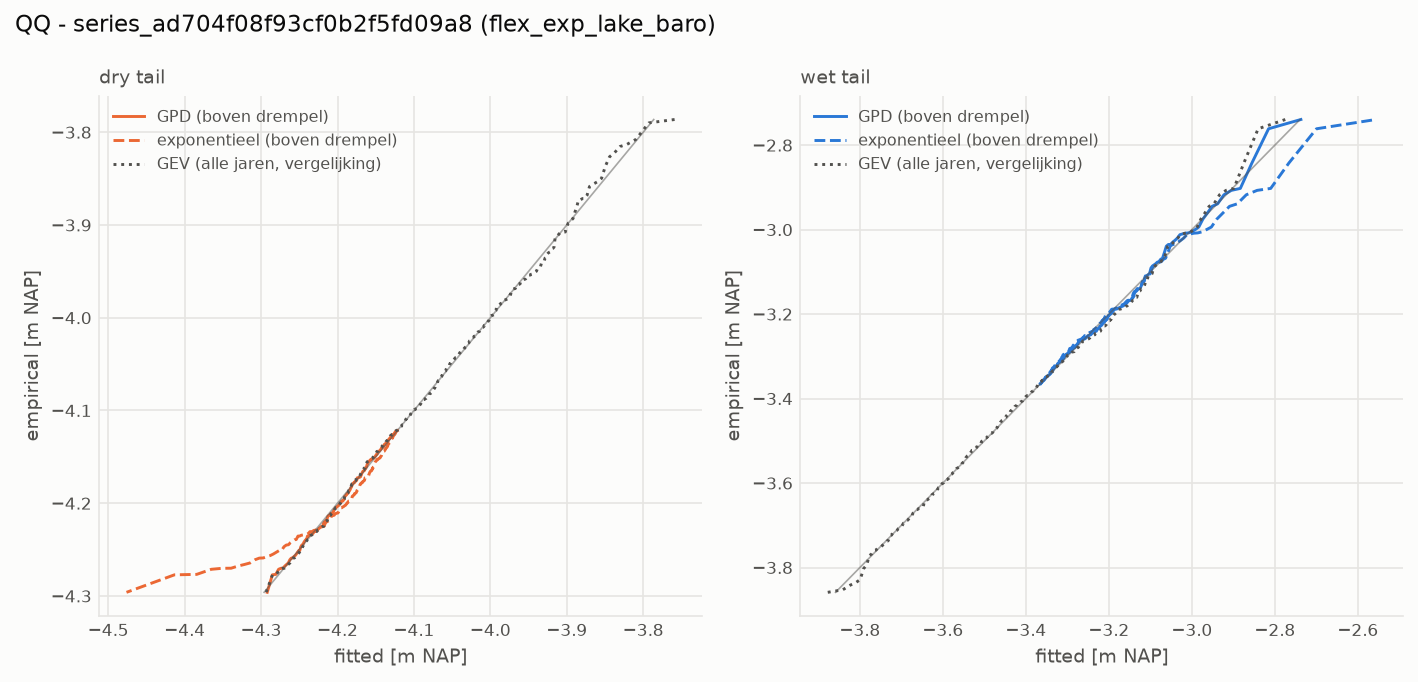 QQ - series_ad704f08f93cf0b2f5fd09a8 (flex_exp_lake_baro)
dry tail
GPD (boven drempel)
exponentieel (boven drempel)
GEV (alle jaren, vergelijking)
−3.8
−3.9
−4.0
−4.1
−4.2
−4.3
empirical [m NAP]
−4.5 −4.4 −4.3 −4.2 −4.1 −4.0 −3.9 −3.8
fitted [m NAP]
wet tail
GPD (boven drempel)
exponentieel (boven drempel)
GEV (alle jaren, vergelijking)
−2.8
−3.0
−3.2
−3.4
−3.6
−3.8
empirical [m NAP]
−3.8 −3.6 −3.4 −3.2 −3.0 −2.8 −2.6
fitted [m NAP]